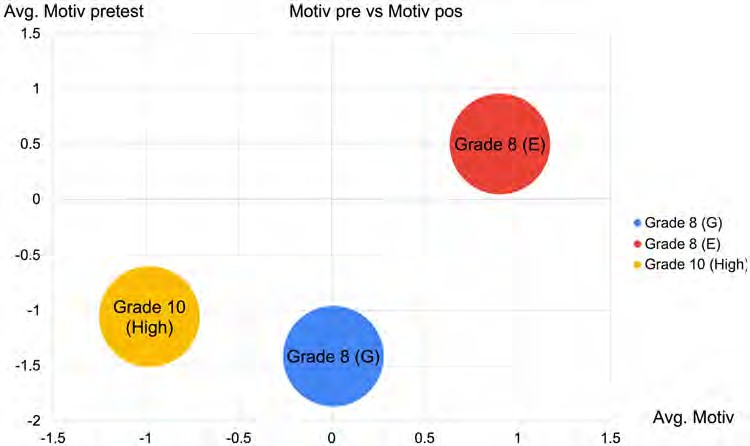 Avg. Motiv pretest
Motiv pre vs Motiv pos
1.5
1
0.5
0
-0.5
-1
-1.5
-2
Grade 8 (E)
Grade 10
(High)
Grade 8 (G)
Grade 8 (G)
Grade 8 (E)
Grade 10 (High)
-1.5
-1
-0.5
0
0.5
1
1.5
Avg. Motiv